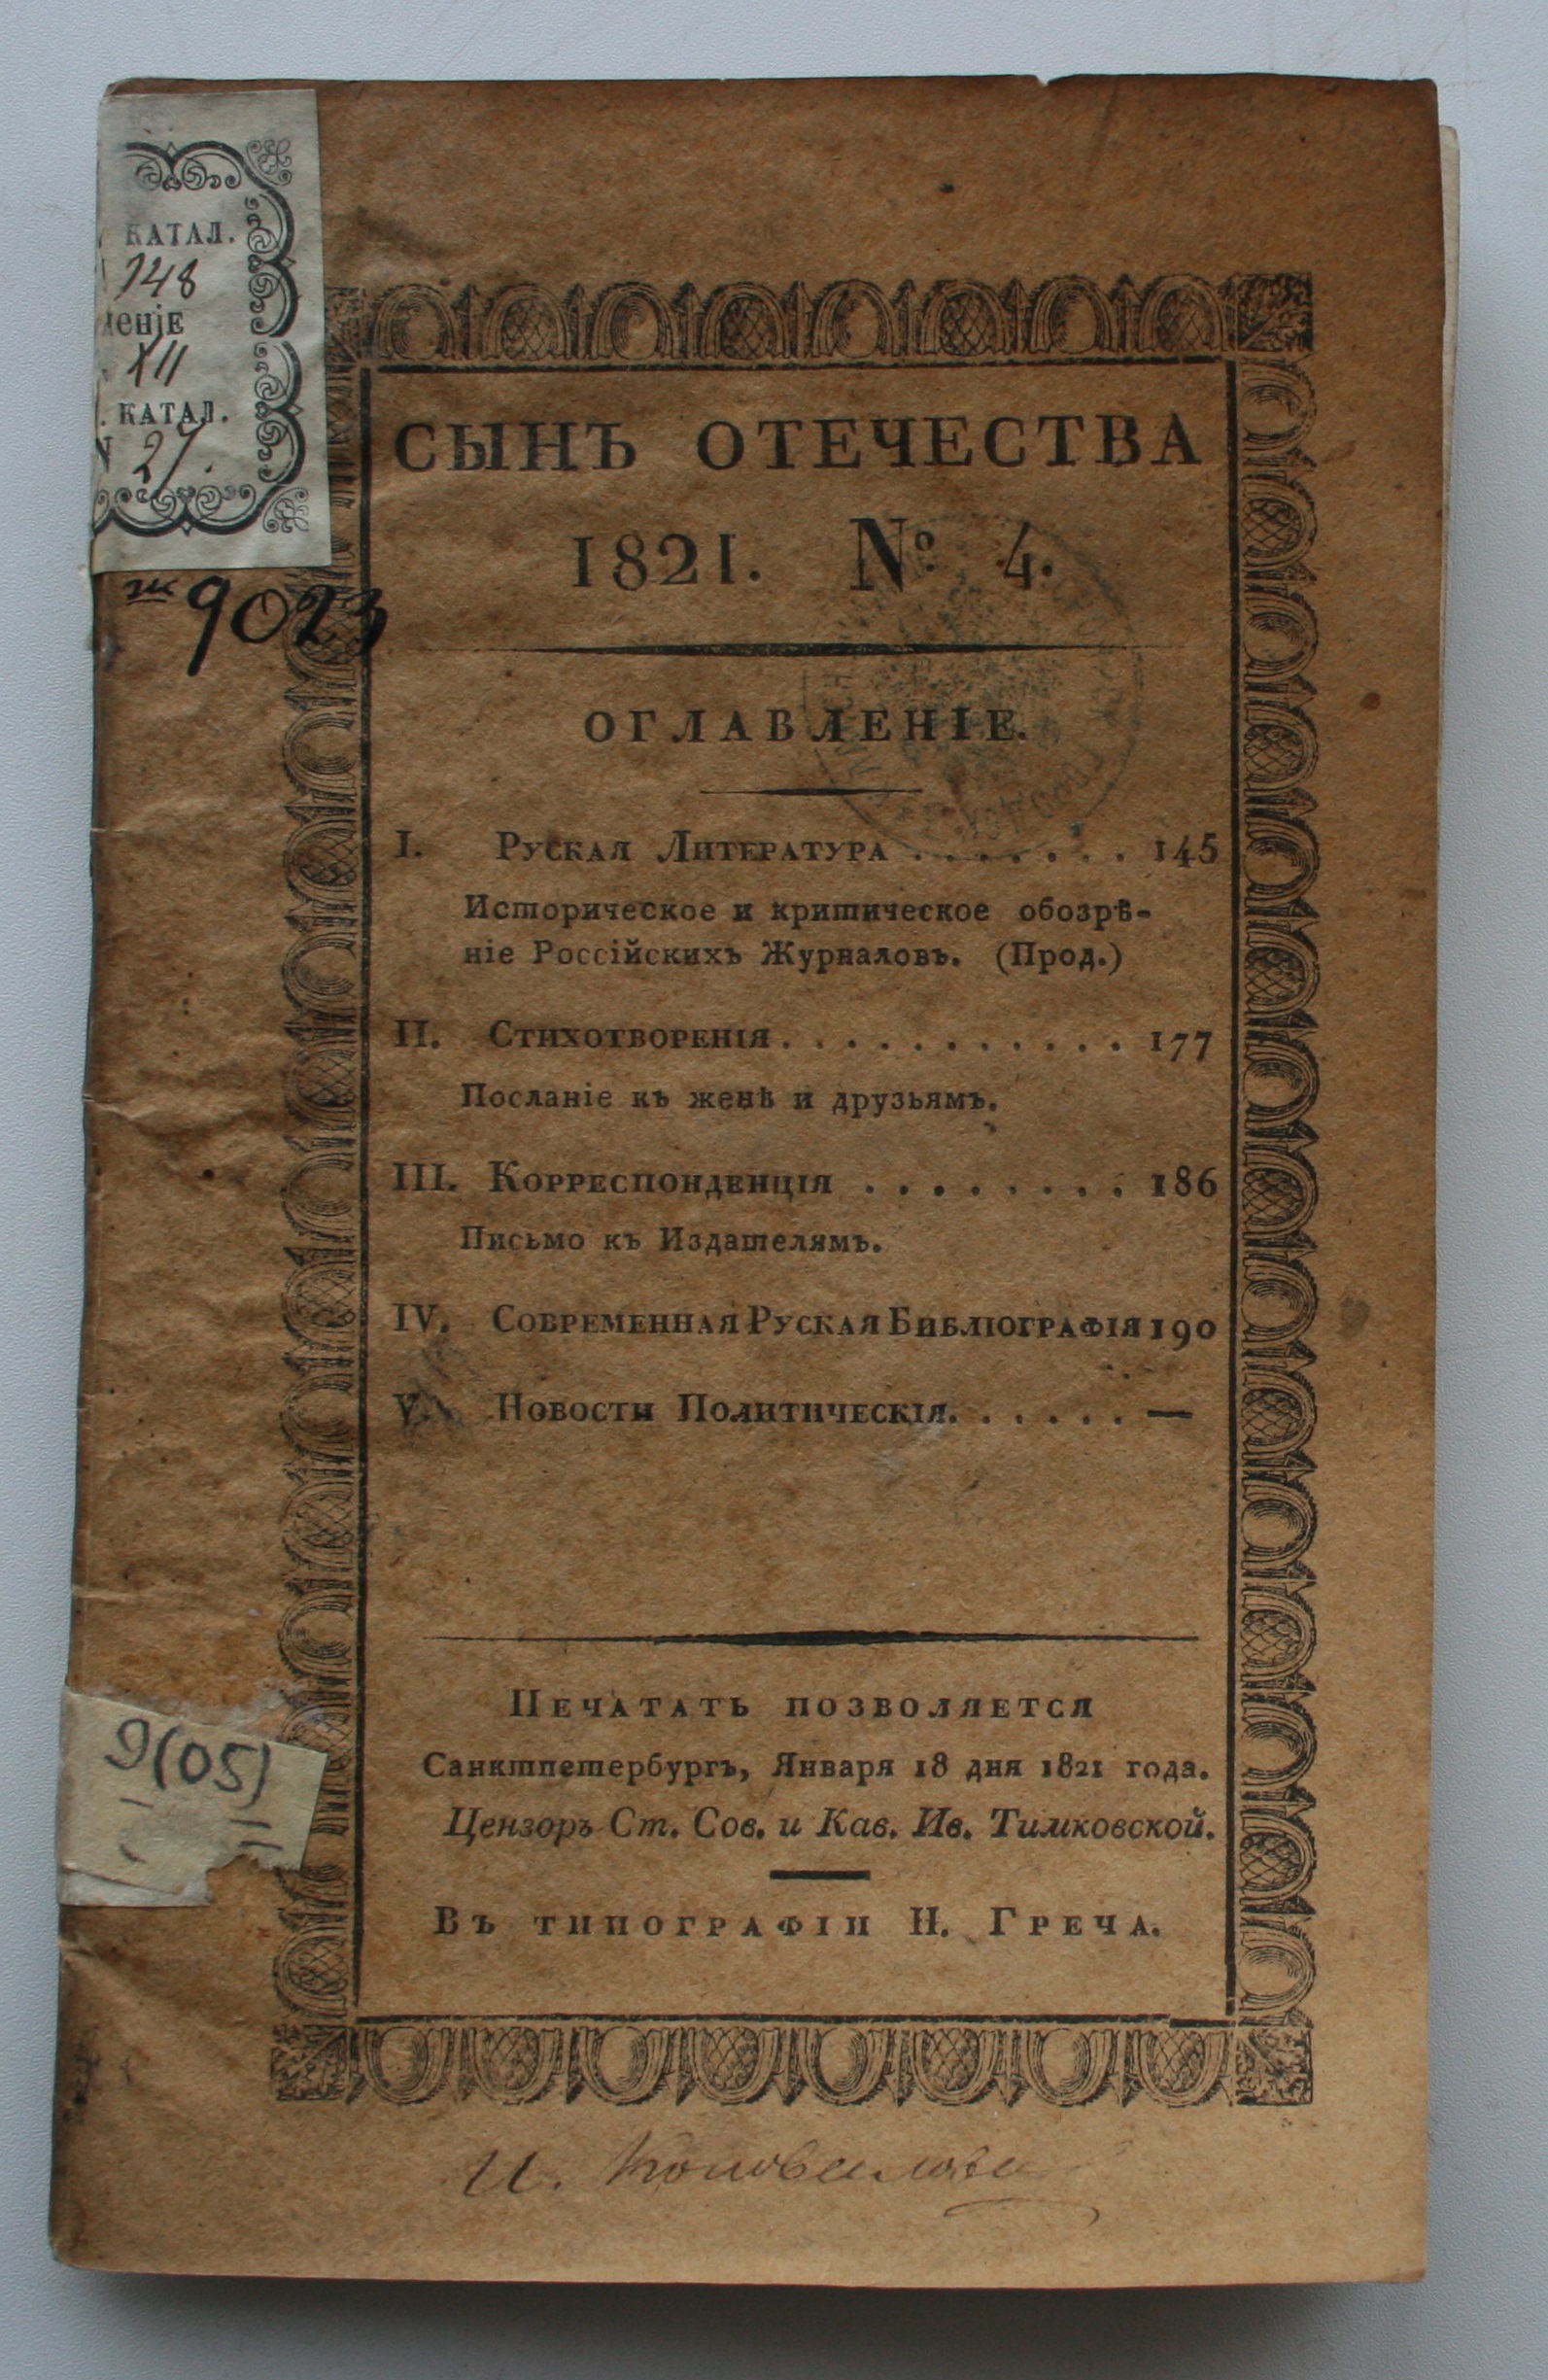 КАТАЛ.
148
ленiЕ
XII
. КАТАЛ.
N 21.
9023
СЫНЪ ОТЕЧЕСТВА
1821. № 4.
ОГЛАВЛЕНІЕ.
I. Руская Литература . . . . . . . 145
Историческое и критическое обозрѣ-
ніе Россійскихъ Журналовъ. (Прод.)
II. Стихотворенія . . . . . . . . . . . 177
Посланіе къ женѣ и друзьямъ.
III. Корреспонденція . . . . . . . . 186
Письмо къ Издателямъ.
IV. Современная Руская Библіографія 190
V. Новости Политическія. . . . . . —
Печатать позволяется
Санктпетербургъ, Января 18 дня 1821 года.
Цензоръ Ст. Сов. и Кав. Ив. Тимковской.
Въ типографіи Н. Греча.
9(05)
И.